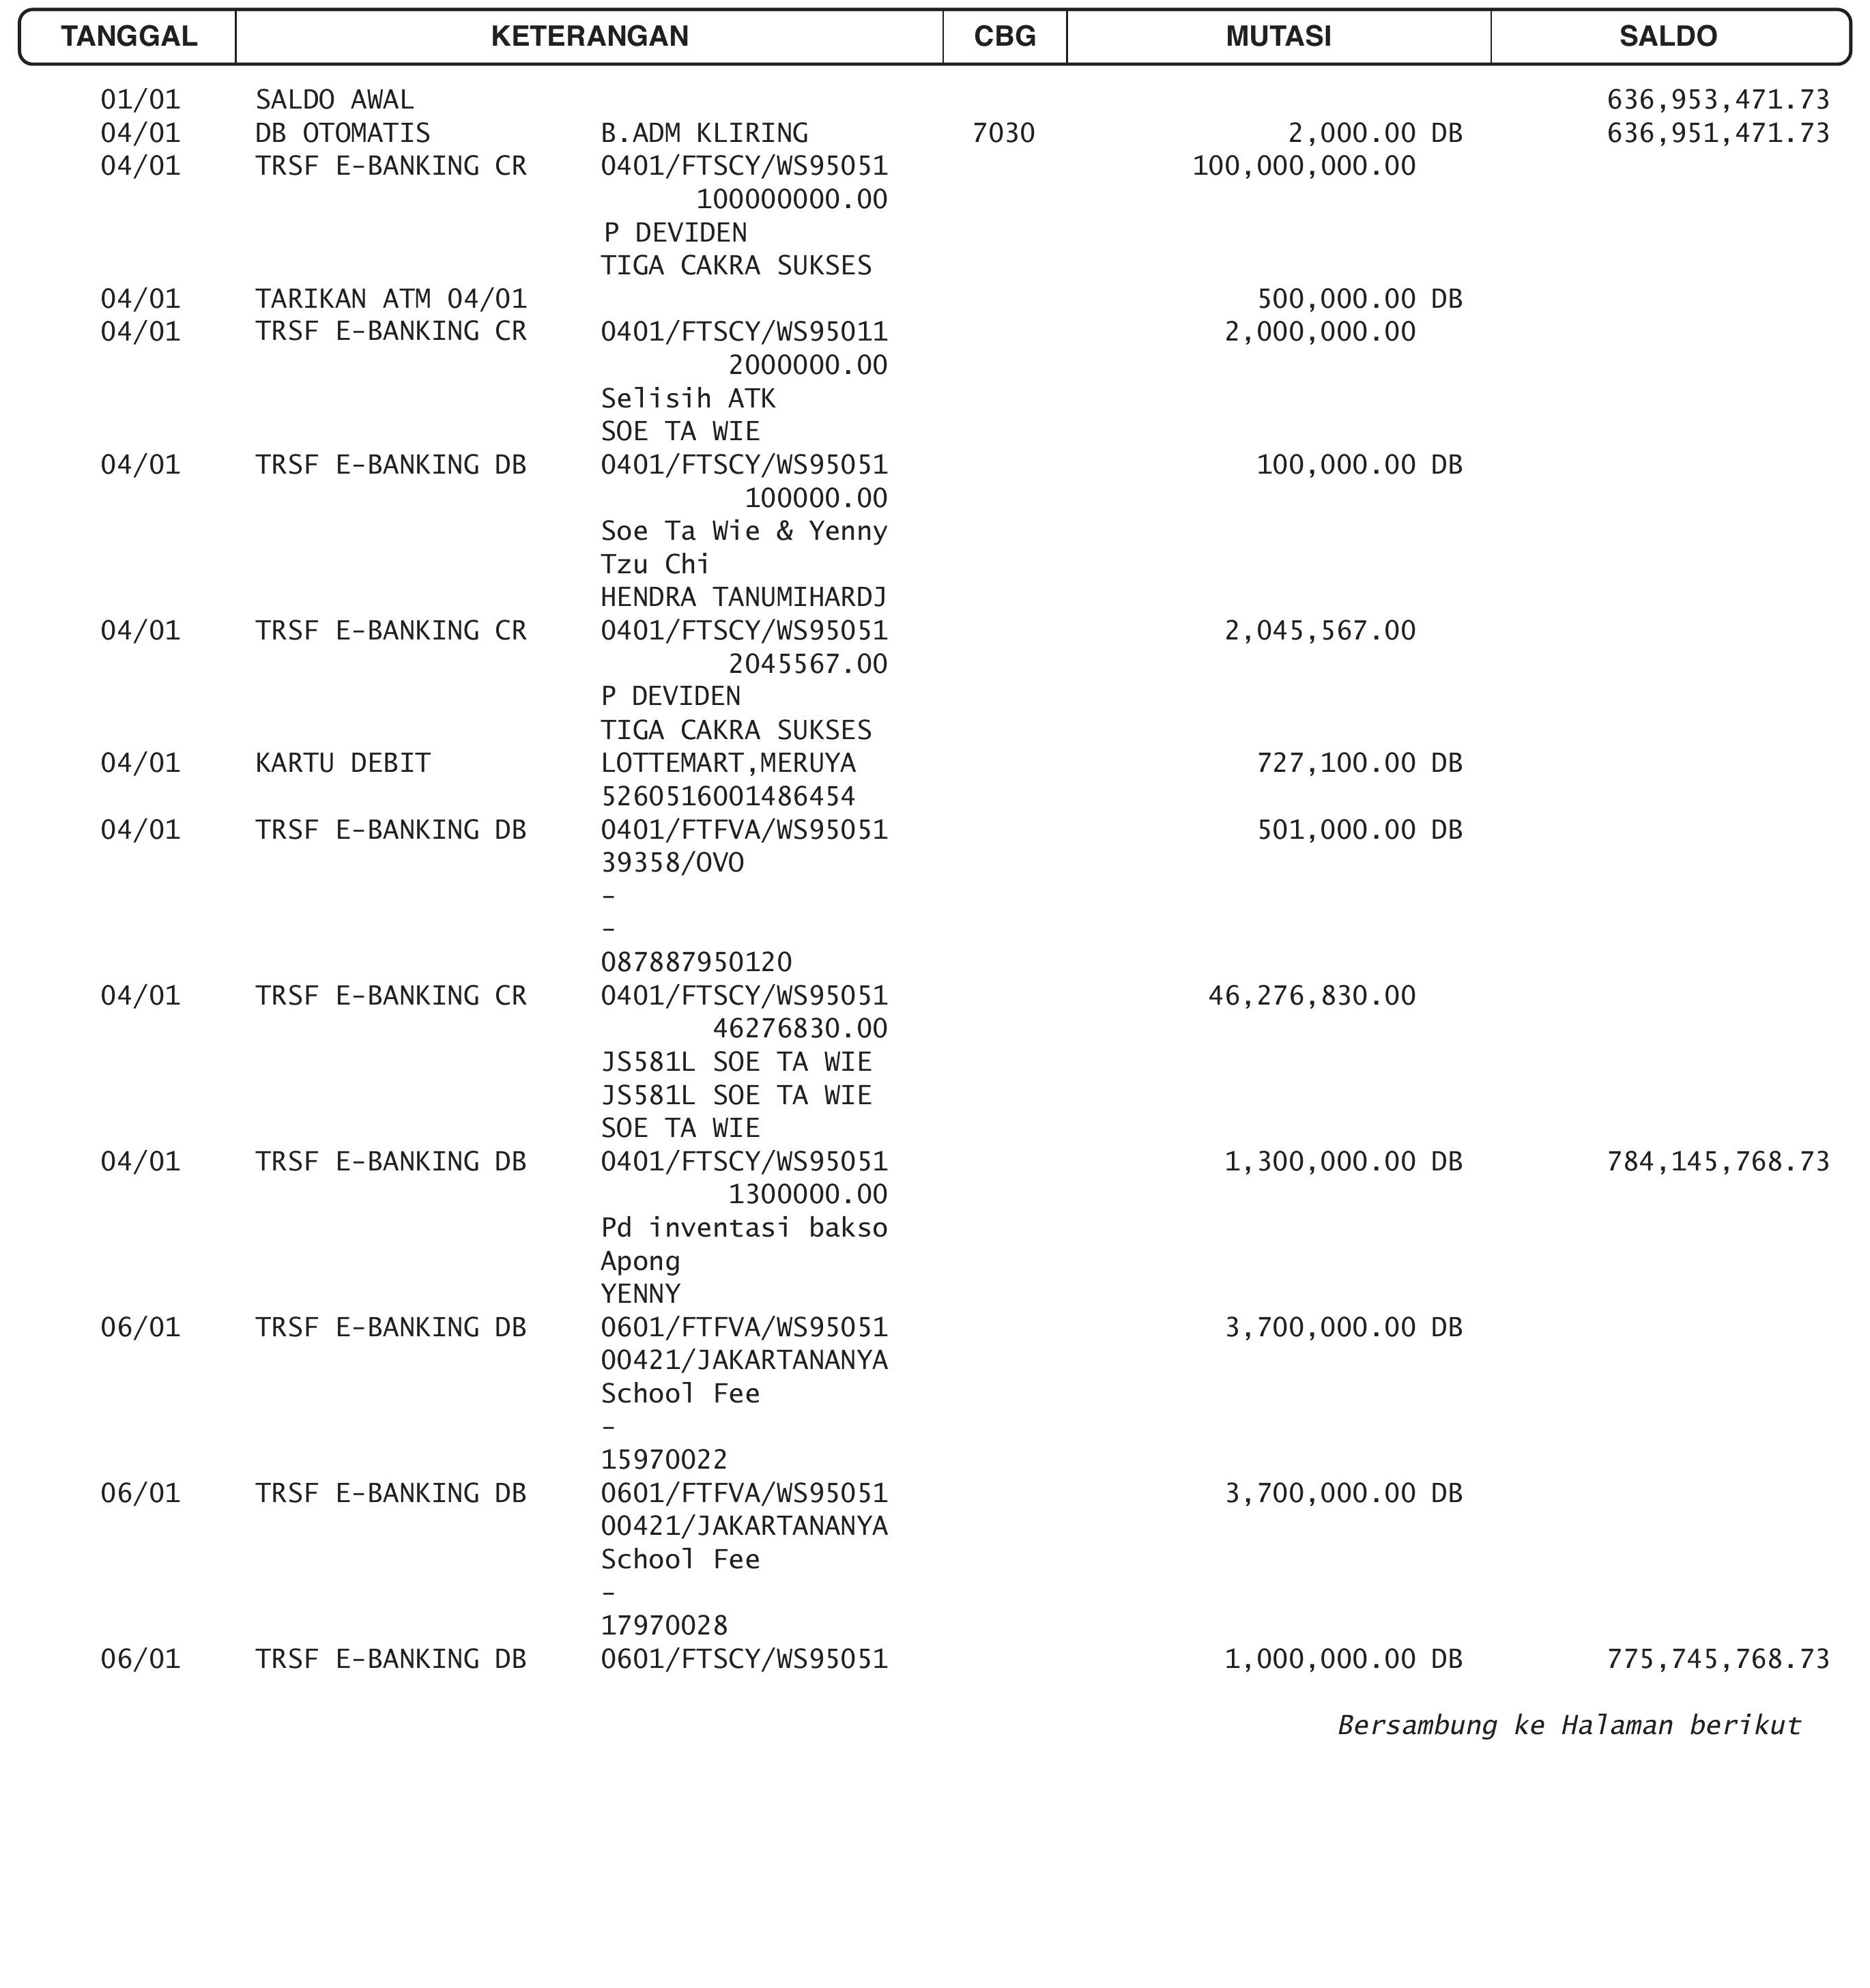 TANGGAL KETERANGAN CBG MUTASI SALDO
01/01 SALDO AWAL 636,953,471.73
04/01 DB OTOMATIS B.ADM KLIRING 7030 2,000.00 DB 636,951,471.73
04/01 TRSF E-BANKING CR 0401/FTSCY/WS95051 100,000,000.00
100000000.00
P DEVIDEN
TIGA CAKRA SUKSES
04/01 TARIKAN ATM 04/01 500,000.00 DB
04/01 TRSF E-BANKING CR 0401/FTSCY/WS95011 2,000,000.00
2000000.00
Selisih ATK
SOE TA WIE
04/01 TRSF E-BANKING DB 0401/FTSCY/WS95051 100,000.00 DB
100000.00
Soe Ta Wie & Yenny
Tzu Chi
HENDRA TANUMIHARDJ
04/01 TRSF E-BANKING CR 0401/FTSCY/WS95051 2,045,567.00
2045567.00
P DEVIDEN
TIGA CAKRA SUKSES
04/01 KARTU DEBIT LOTTEMART,MERUYA 727,100.00 DB
5260516001486454
04/01 TRSF E-BANKING DB 0401/FTFVA/WS95051 501,000.00 DB
39358/OVO
-
-
087887950120
04/01 TRSF E-BANKING CR 0401/FTSCY/WS95051 46,276,830.00
46276830.00
JS581L SOE TA WIE
JS581L SOE TA WIE
SOE TA WIE
04/01 TRSF E-BANKING DB 0401/FTSCY/WS95051 1,300,000.00 DB 784,145,768.73
1300000.00
Pd inventasi bakso
Apong
YENNY
06/01 TRSF E-BANKING DB 0601/FTFVA/WS95051 3,700,000.00 DB
00421/JAKARTANANYA
School Fee
-
15970022
06/01 TRSF E-BANKING DB 0601/FTFVA/WS95051 3,700,000.00 DB
00421/JAKARTANANYA
School Fee
-
17970028
06/01 TRSF E-BANKING DB 0601/FTSCY/WS95051 1,000,000.00 DB 775,745,768.73
Bersambung ke Halaman berikut